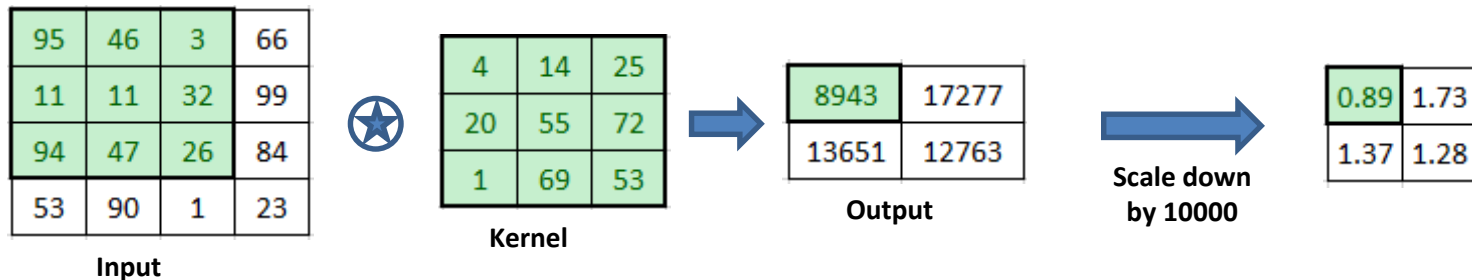 95 46 3 66
11 11 32 99
94 47 26 84
53 90 1 23
Input
4 14 25
20 55 72
1 69 53
Kernel
8943 17277
13651 12763
Output
Scale down
by 10000
0.89 1.73
1.37 1.28